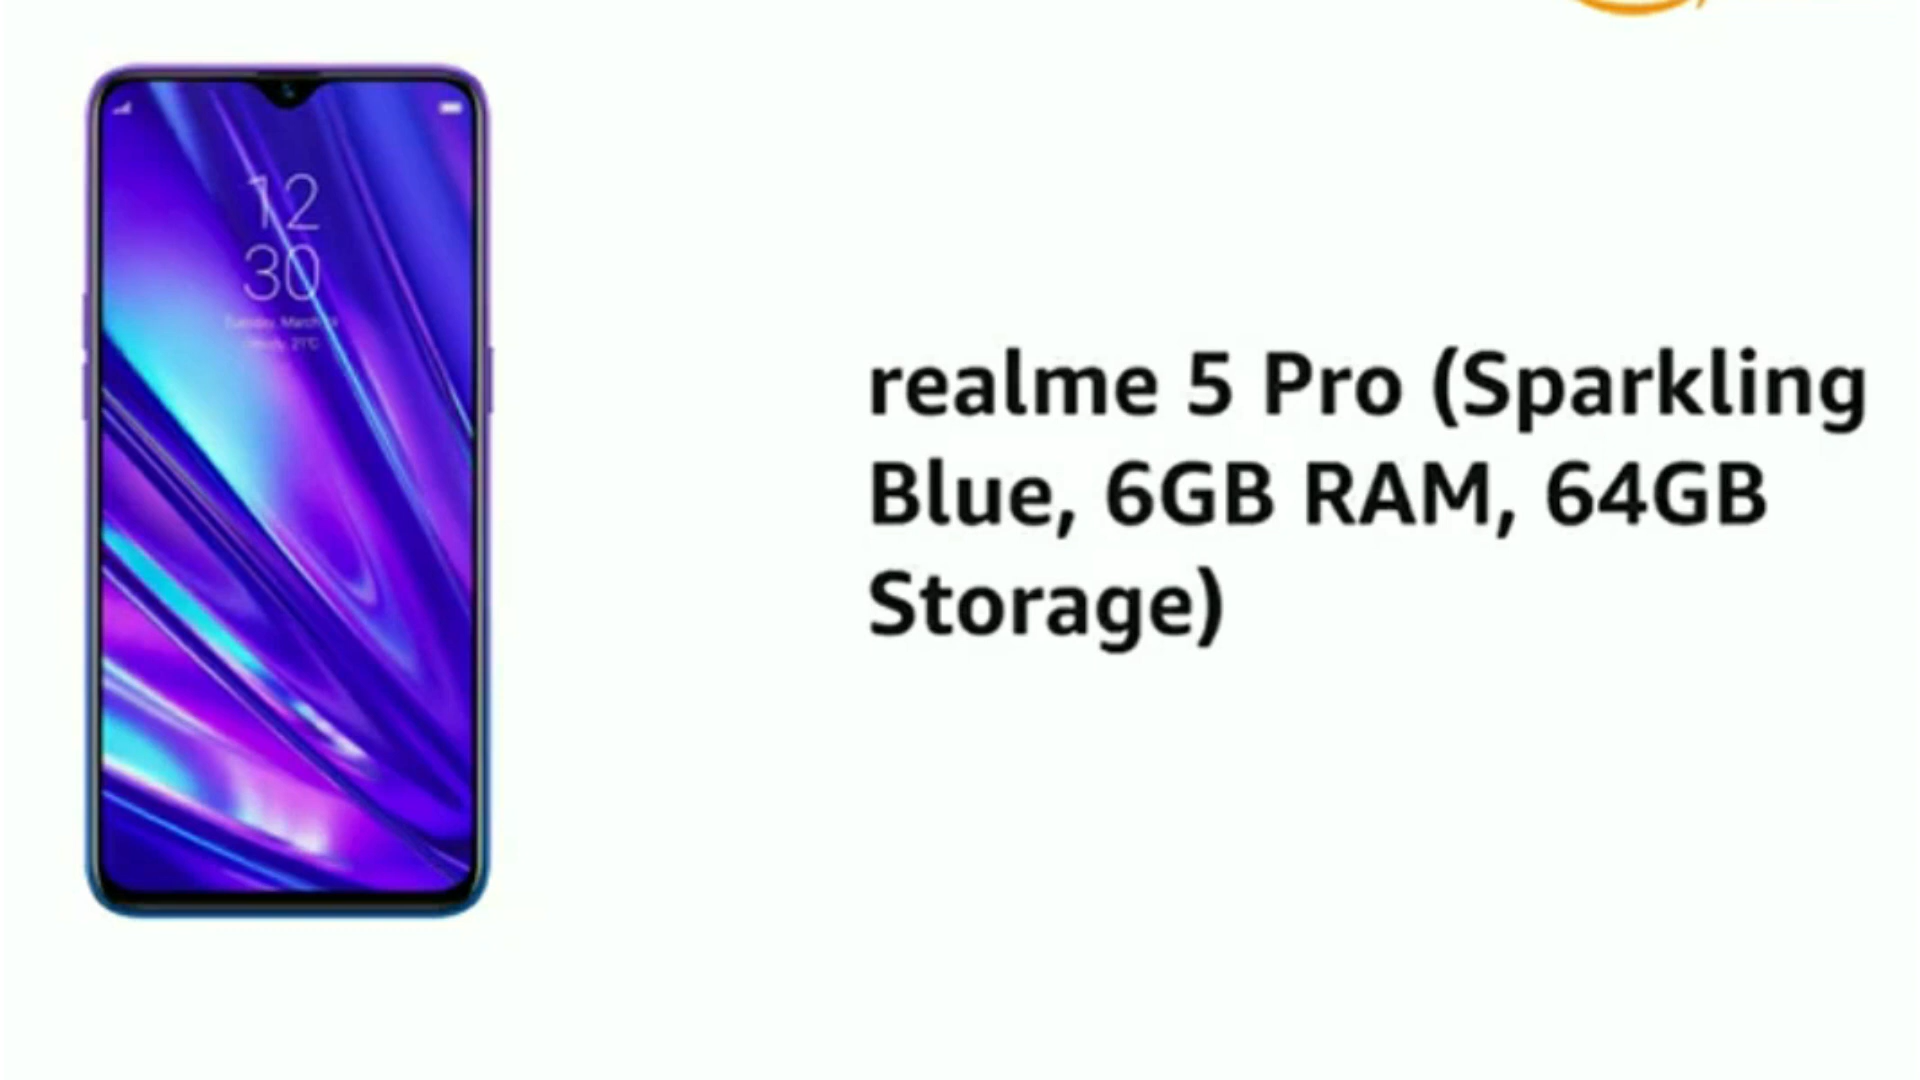 12
30
realme 5 Pro (Sparkling
Blue, 6GB RAM, 64GB
Storage)